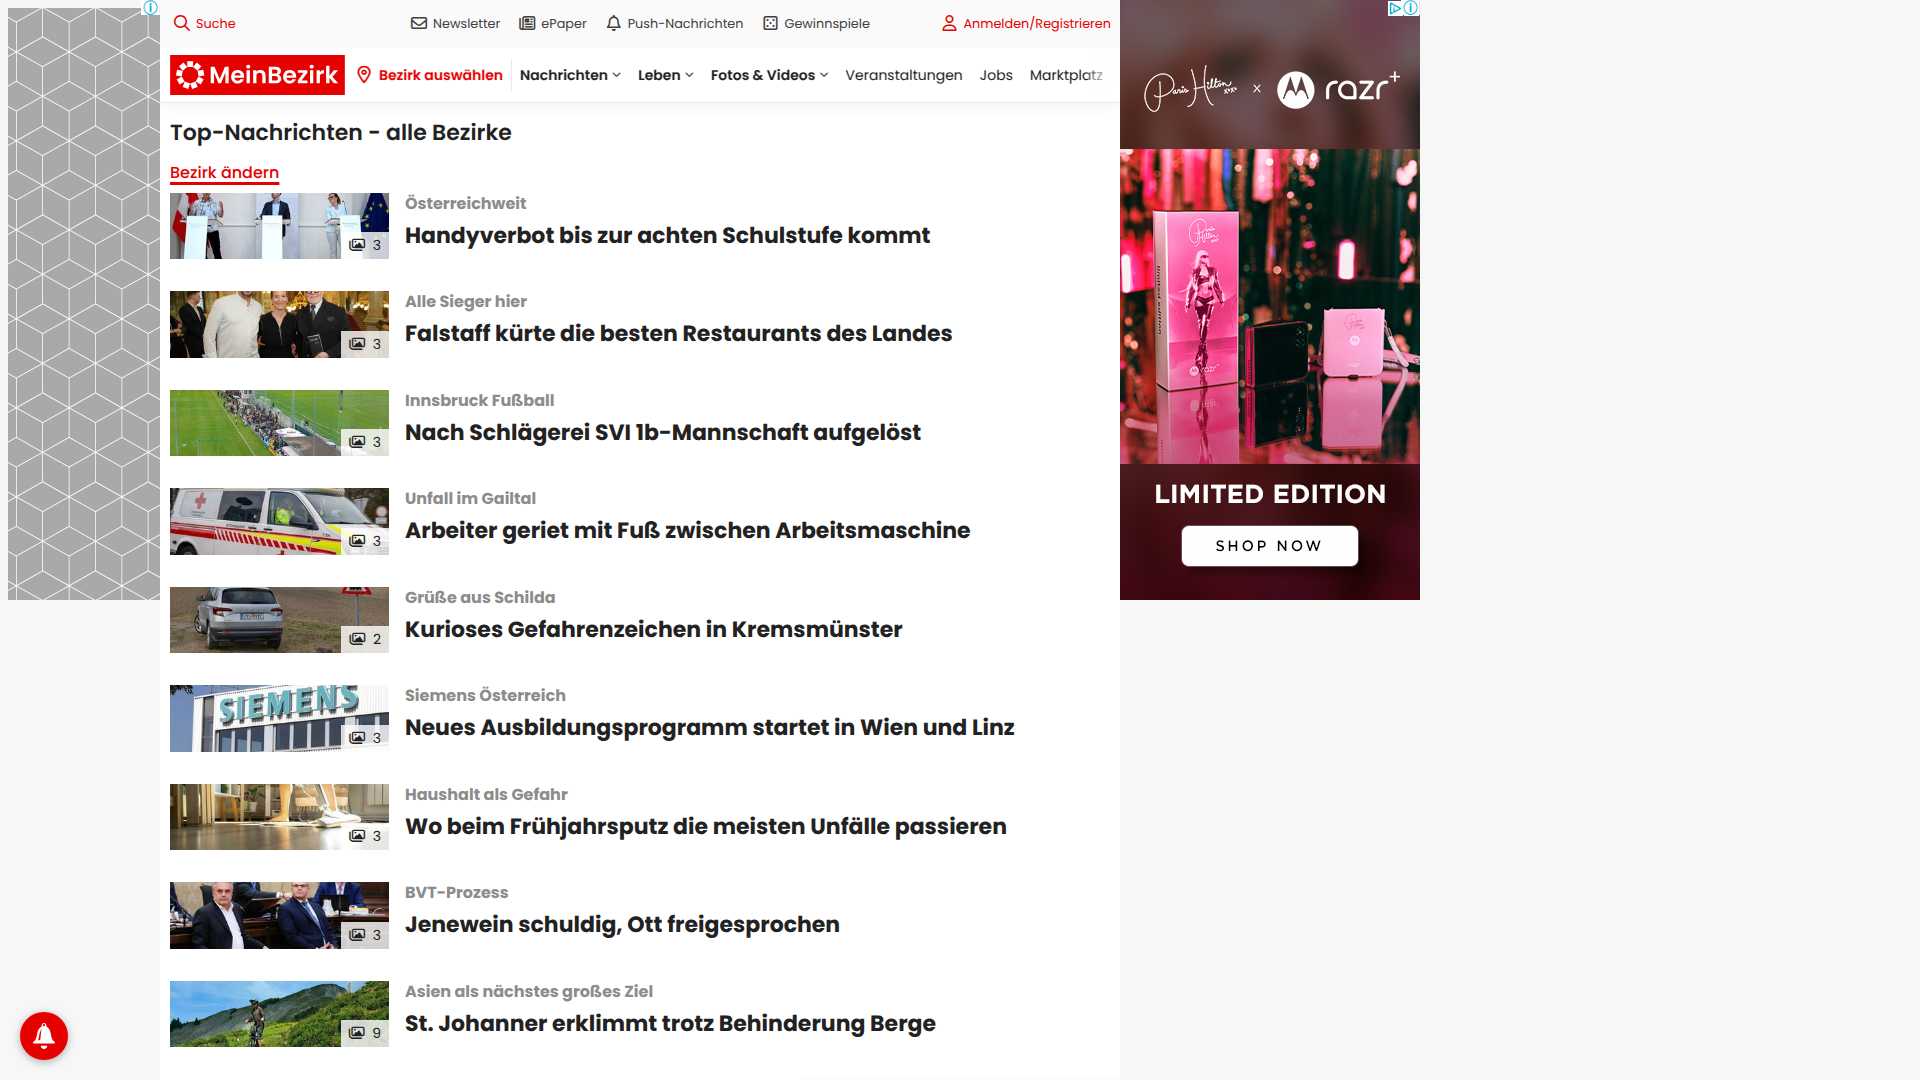 Suche
Newsletter
ePaper
Push-Nachrichten
Gewinnspiele
Anmelden/Registrieren
MeinBezirk
Bezirk auswählen
Nachrichten
Leben
Fotos & Videos
Veranstaltungen
Jobs
Marktplatz
Top-Nachrichten - alle Bezirke
Bezirk ändern
3
Österreichweit
Handyverbot bis zur achten Schulstufe kommt
3
Alle Sieger hier
Falstaff kürte die besten Restaurants des Landes
3
Innsbruck Fußball
Nach Schlägerei SVI 1b-Mannschaft aufgelöst
3
Unfall im Gailtal
Arbeiter geriet mit Fuß zwischen Arbeitsmaschine
2
Grüße aus Schilda
Kurioses Gefahrenzeichen in Kremsmünster
SIEMENS
3
Siemens Österreich
Neues Ausbildungsprogramm startet in Wien und Linz
3
Haushalt als Gefahr
Wo beim Frühjahrsputz die meisten Unfälle passieren
3
BVT-Prozess
Jenewein schuldig, Ott freigesprochen
9
Asien als nächstes großes Ziel
St. Johanner erklimmt trotz Behinderung Berge
Paris Hilton x razr+
LIMITED EDITION
SHOP NOW